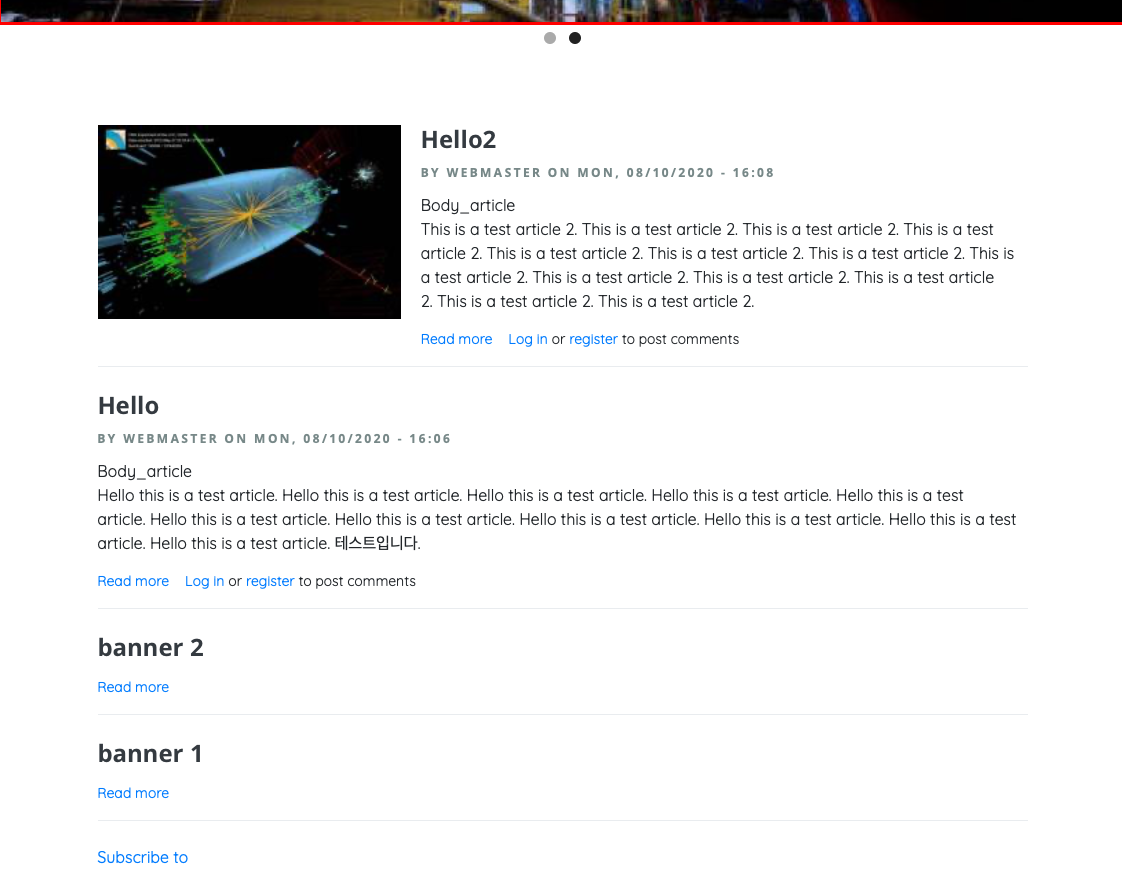 Hello2
BY WEBMASTER ON MON, 08/10/2020 - 16:08
Body_article
This is a test article 2. This is a test article 2. This is a test article 2. This is a test
article 2. This is a test article 2. This is a test article 2. This is a test article 2. This is
a test article 2. This is a test article 2. This is a test article 2. This is a test article
2. This is a test article 2. This is a test article 2.
Read more Log in or register to post comments
Hello
BY WEBMASTER ON MON, 08/10/2020 - 16:06
Body_article
Hello this is a test article. Hello this is a test article. Hello this is a test article. Hello this is a test article. Hello this is a test
article. Hello this is a test article. Hello this is a test article. Hello this is a test article. Hello this is a test article. Hello this is a test
article. Hello this is a test article. 테스트입니다.
Read more Log in or register to post comments
banner 2
Read more
banner 1
Read more
Subscribe to